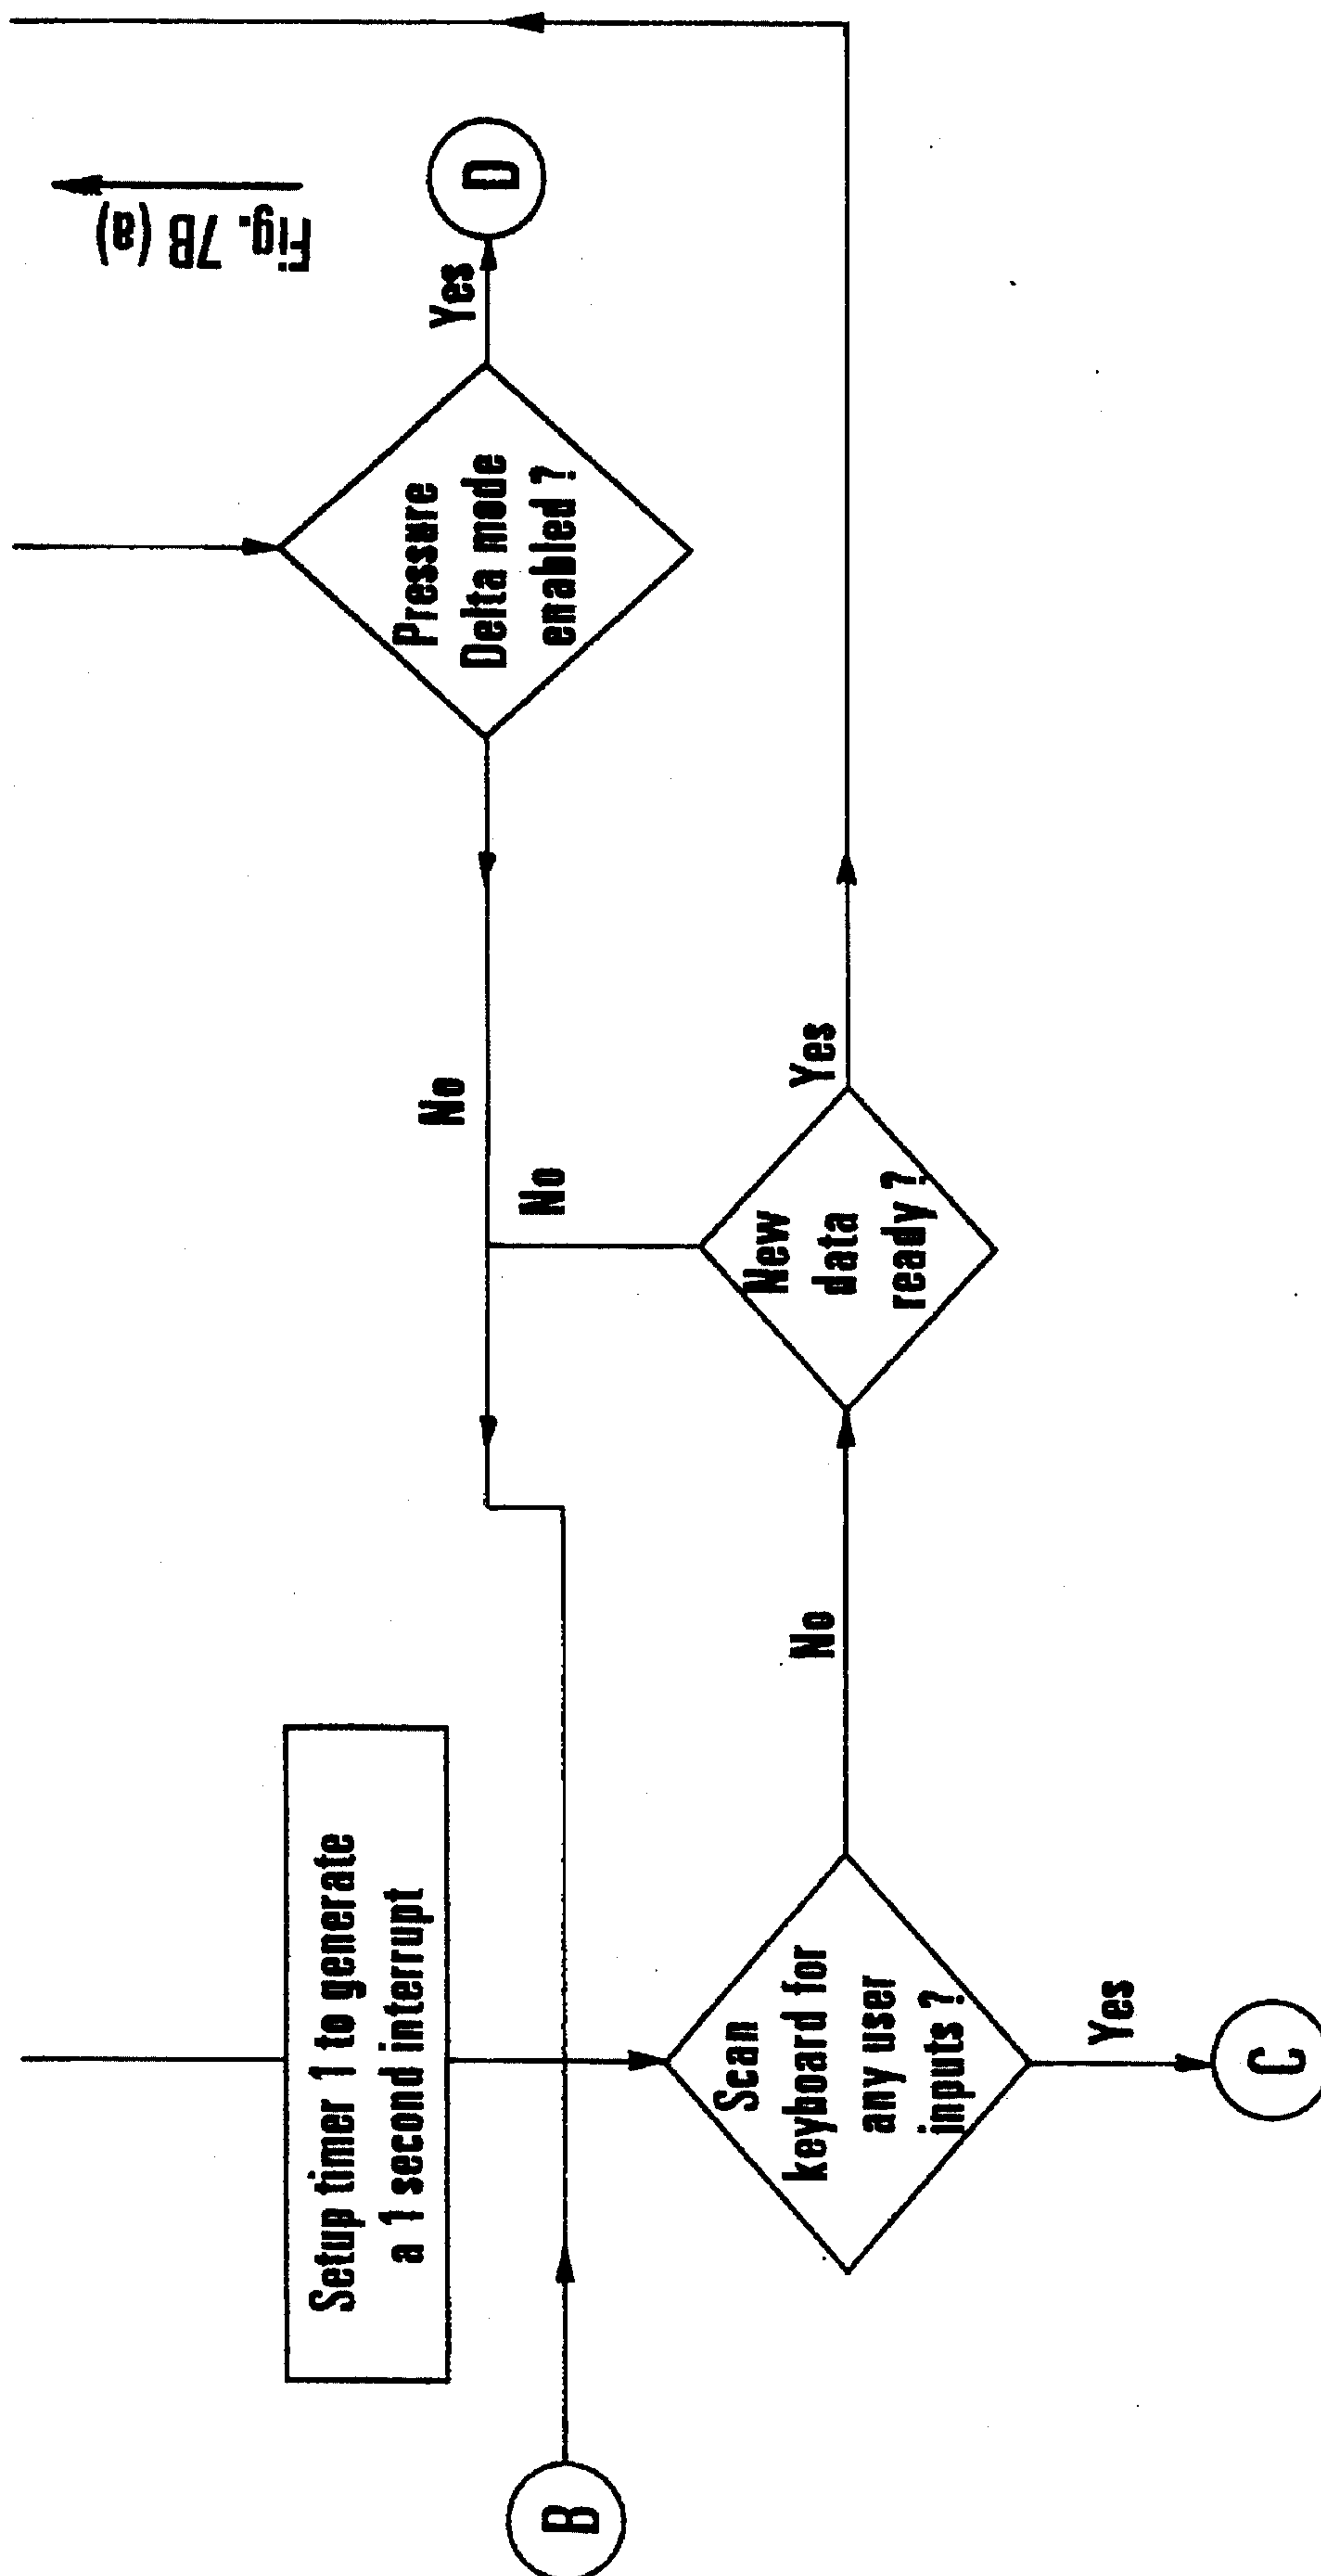 Fig. 7B (a)
Setup timer 1 to generate
a 1 second interrupt
Pressure
Delta mode
enabled ?
Yes
D
No
B
No
Scan
keyboard for
any user
inputs ?
No
New
data
ready ?
Yes
Yes
C